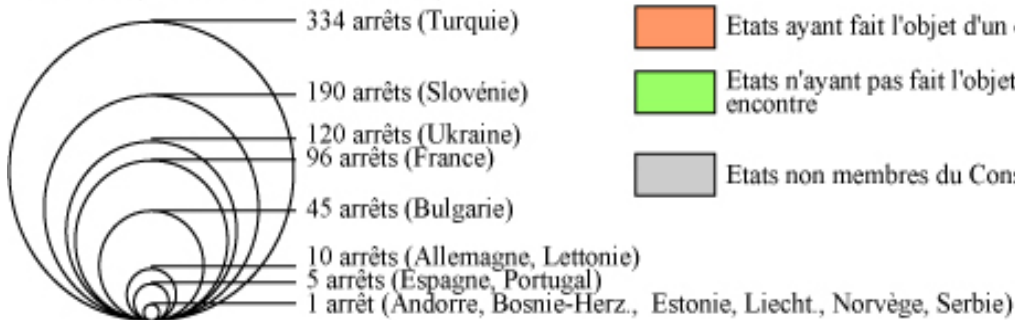 334 arrêts (Turquie)
190 arrêts (Slovénie)
120 arrêts (Ukraine)
96 arrêts (France)
45 arrêts (Bulgarie)
10 arrêts (Allemagne, Lettonie)
5 arrêts (Espagne, Portugal)
1 arrêt (Andorre, Bosnie-Herz., Estonie, Liecht., Norvège, Serbie)
Etats ayant fait l'objet d'un
Etats n'ayant pas fait l'objet
encontre
Etats non membres du